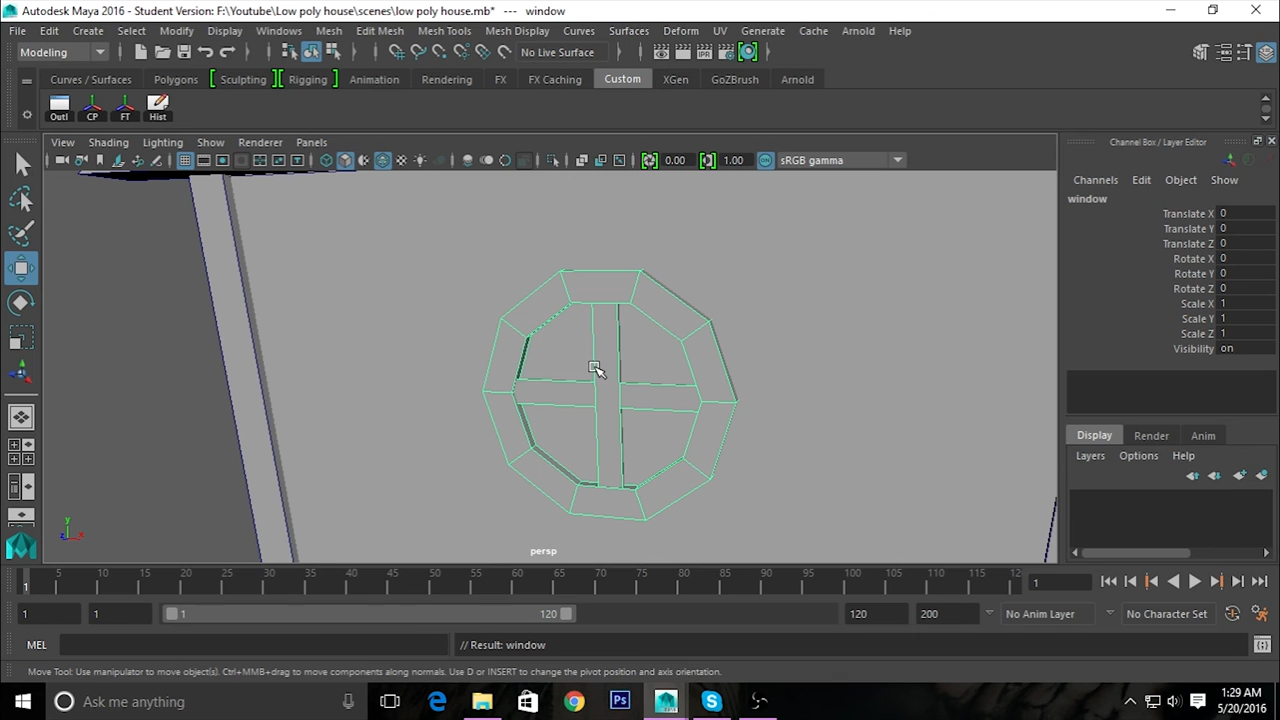 Autodesk Maya 2016 - Student Version: F:\Youtube\Low poly house\scenes\low poly house.mb* --- window
File Edit Create Select Modify Display Windows Mesh Edit Mesh Mesh Tools Mesh Display Curves Surfaces Deform UV Generate Cache Arnold Help
Modeling No Live Surface IPR
Curves / Surfaces Polygons Sculpting Rigging Animation Rendering FX FX Caching Custom XGen GoZBrush Arnold
Outl CP FT Hist
View Shading Lighting Show Renderer Panels
0.00 1.00 sRGB gamma
Channel Box / Layer Editor
Channels Edit Object Show
window
Translate X 0
Translate Y 0
Translate Z 0
Rotate X 0
Rotate Y 0
Rotate Z 0
Scale X 1
Scale Y 1
Scale Z 1
Visibility on
Display Render Anim
Layers Options Help
y
z x
persp
5 10 15 20 25 30 35 40 45 50 55 60 65 70 75 80 85 90 95 100 105 110 115 12
1 1
1 1 1 120 120 200 No Anim Layer No Character Set
MEL // Result: window
Move Tool: Use manipulator to move object(s). Ctrl+MMB+drag to move components along normals. Use D or INSERT to change the pivot position and axis orientation.
Ask me anything Ps 1:29 AM
5/20/2016